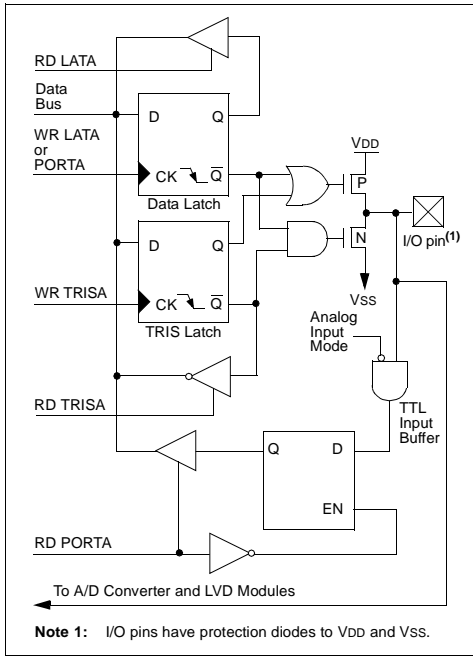 RD LATA
Data
Bus
WR LATA
or
PORTA
D Q
CK Q
Data Latch
D Q
WR TRISA
CK Q
TRIS Latch
RD TRISA
VDD
P
N
I/O pin(1)
VSS
Analog
Input
Mode
TTL
Input
Buffer
Q D
EN
RD PORTA
To A/D Converter and LVD Modules
Note 1: I/O pins have protection diodes to VDD and VSS.